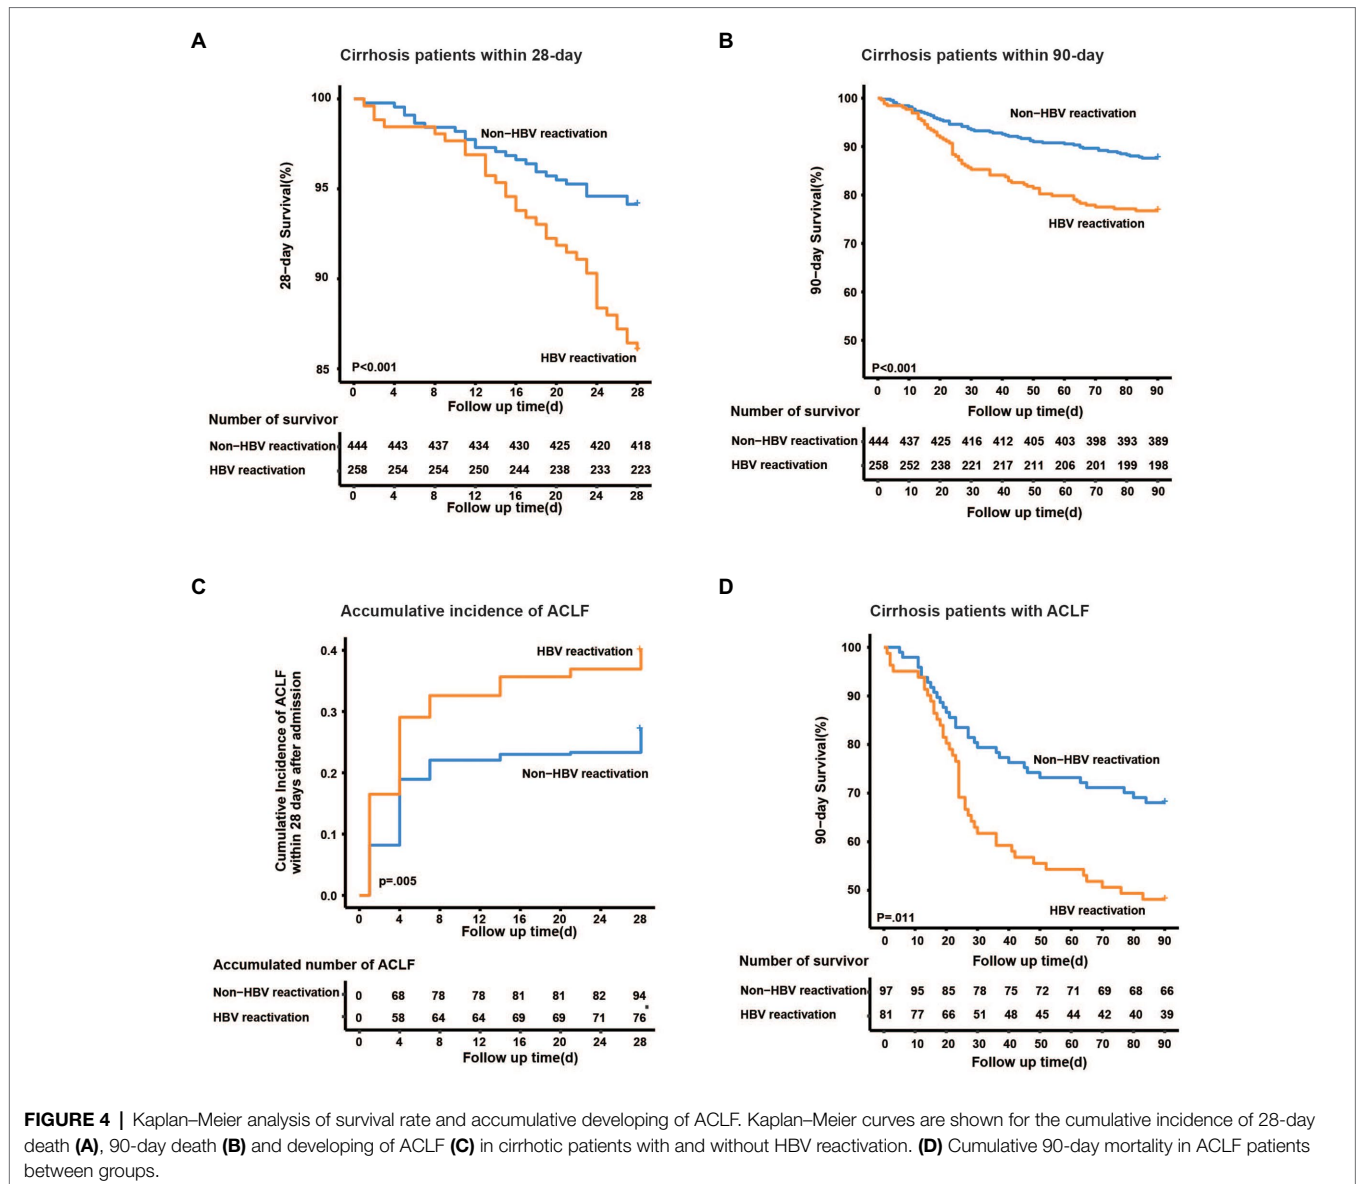 A
Cirrhosis patients within 28-day
28−day Survival(%)
100
95
90
85
Non−HBV reactivation
HBV reactivation
P<0.001
0 4 8 12 16 20 24 28
Follow up time(d)
Number of survivor
Non−HBV reactivation 444 443 437 434 430 425 420 418
HBV reactivation 258 254 254 250 244 238 233 223
0 4 8 12 16 20 24 28
Follow up time(d)
B
Cirrhosis patients within 90-day
90−day Survival(%)
100
90
80
70
60
50
Non−HBV reactivation
HBV reactivation
P<0.001
0 10 20 30 40 50 60 70 80 90
Follow up time(d)
Number of survivor
Non−HBV reactivation 444 437 425 416 412 405 403 398 393 389
HBV reactivation 258 252 238 221 217 211 206 201 199 198
0 10 20 30 40 50 60 70 80 90
Follow up time(d)
C
Accumulative incidence of ACLF
Cumulative Incidence of ACLF
within 28 days after admission
0.4
0.3
0.2
0.1
0.0
HBV reactivation
Non−HBV reactivation
p=.005
0 4 8 12 16 20 24 28
Follow up time(d)
Accumulated number of ACLF
Non−HBV reactivation 0 68 78 78 81 81 82 94
*
HBV reactivation 0 58 64 64 69 69 71 76
0 4 8 12 16 20 24 28
Follow up time(d)
D
Cirrhosis patients with ACLF
90−day Survival(%)
100
90
80
70
60
50
Non−HBV reactivation
HBV reactivation
P=.011
0 10 20 30 40 50 60 70 80 90
Follow up time(d)
Number of survivor
Non−HBV reactivation 97 95 85 78 75 72 71 69 68 66
HBV reactivation 81 77 66 51 48 45 44 42 40 39
0 10 20 30 40 50 60 70 80 90
Follow up time(d)
FIGURE 4 | Kaplan–Meier analysis of survival rate and accumulative developing of ACLF. Kaplan–Meier curves are shown for the cumulative incidence of 28-day
death (A), 90-day death (B) and developing of ACLF (C) in cirrhotic patients with and without HBV reactivation. (D) Cumulative 90-day mortality in ACLF patients
between groups.